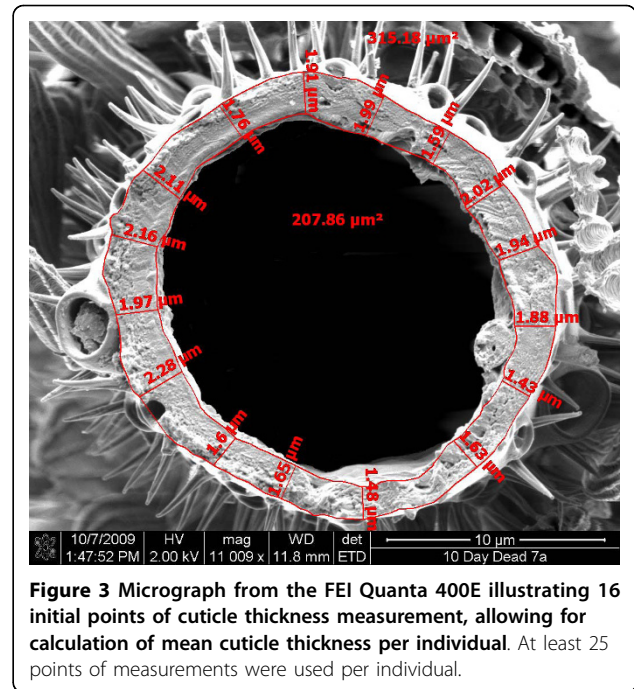 315.18 µm²
1.91 µm
1.99 µm
1.76 µm
1.69 µm
2.11 µm
2.02 µm
207.86 µm²
2.16 µm
1.94 µm
1.97 µm
1.88 µm
2.28 µm
1.43 µm
1.6 µm
1.63 µm
1.65 µm
1.48 µm
10/7/2009 HV mag WD det 10 µm
1:47:52 PM 2.00 kV 11 009 x 11.8 mm ETD 10 Day Dead 7a
Figure 3 Micrograph from the FEI Quanta 400E illustrating 16
initial points of cuticle thickness measurement, allowing for
calculation of mean cuticle thickness per individual. At least 25
points of measurements were used per individual.